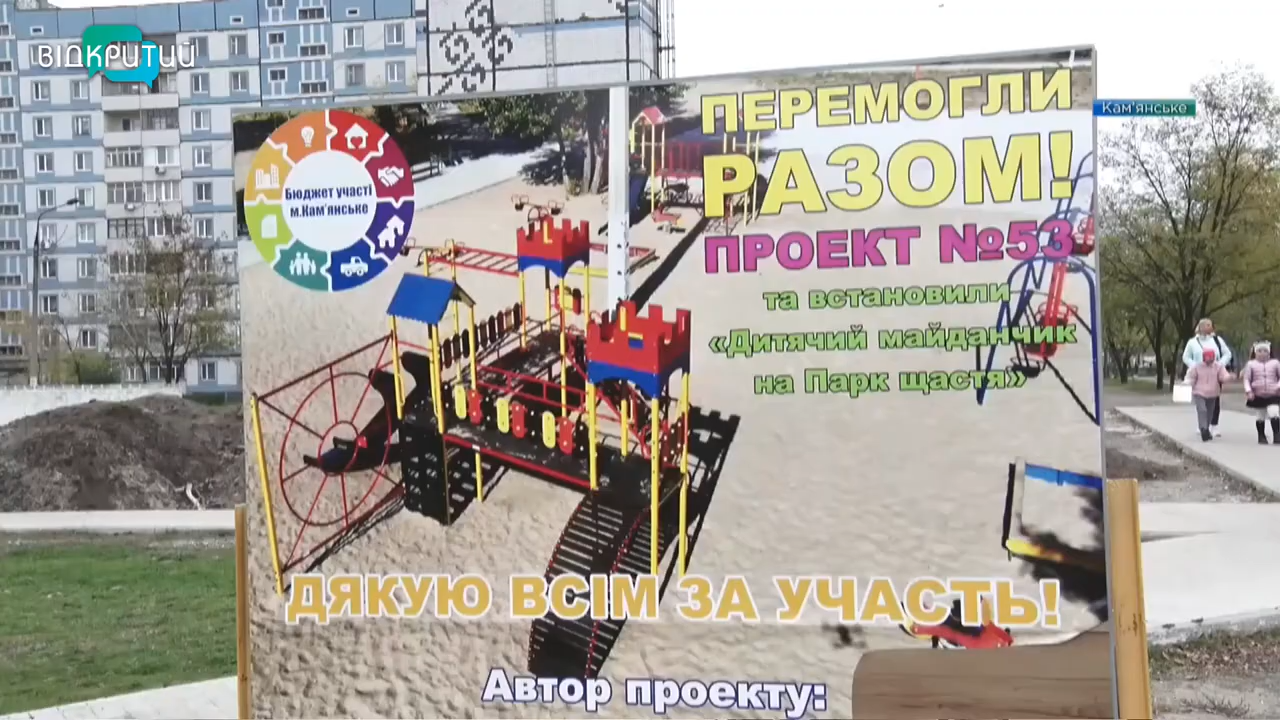 ВІДКРИТИЙ
Кам'янське
Бюджет участі
м.Кам'янське
ПЕРЕМОГЛИ
РАЗОМ!
ПРОЕКТ №53
та встановили
«Дитячий майданчик
на Парк щастя»
ДЯКУЮ ВСІМ ЗА УЧАСТЬ!
Автор проекту: